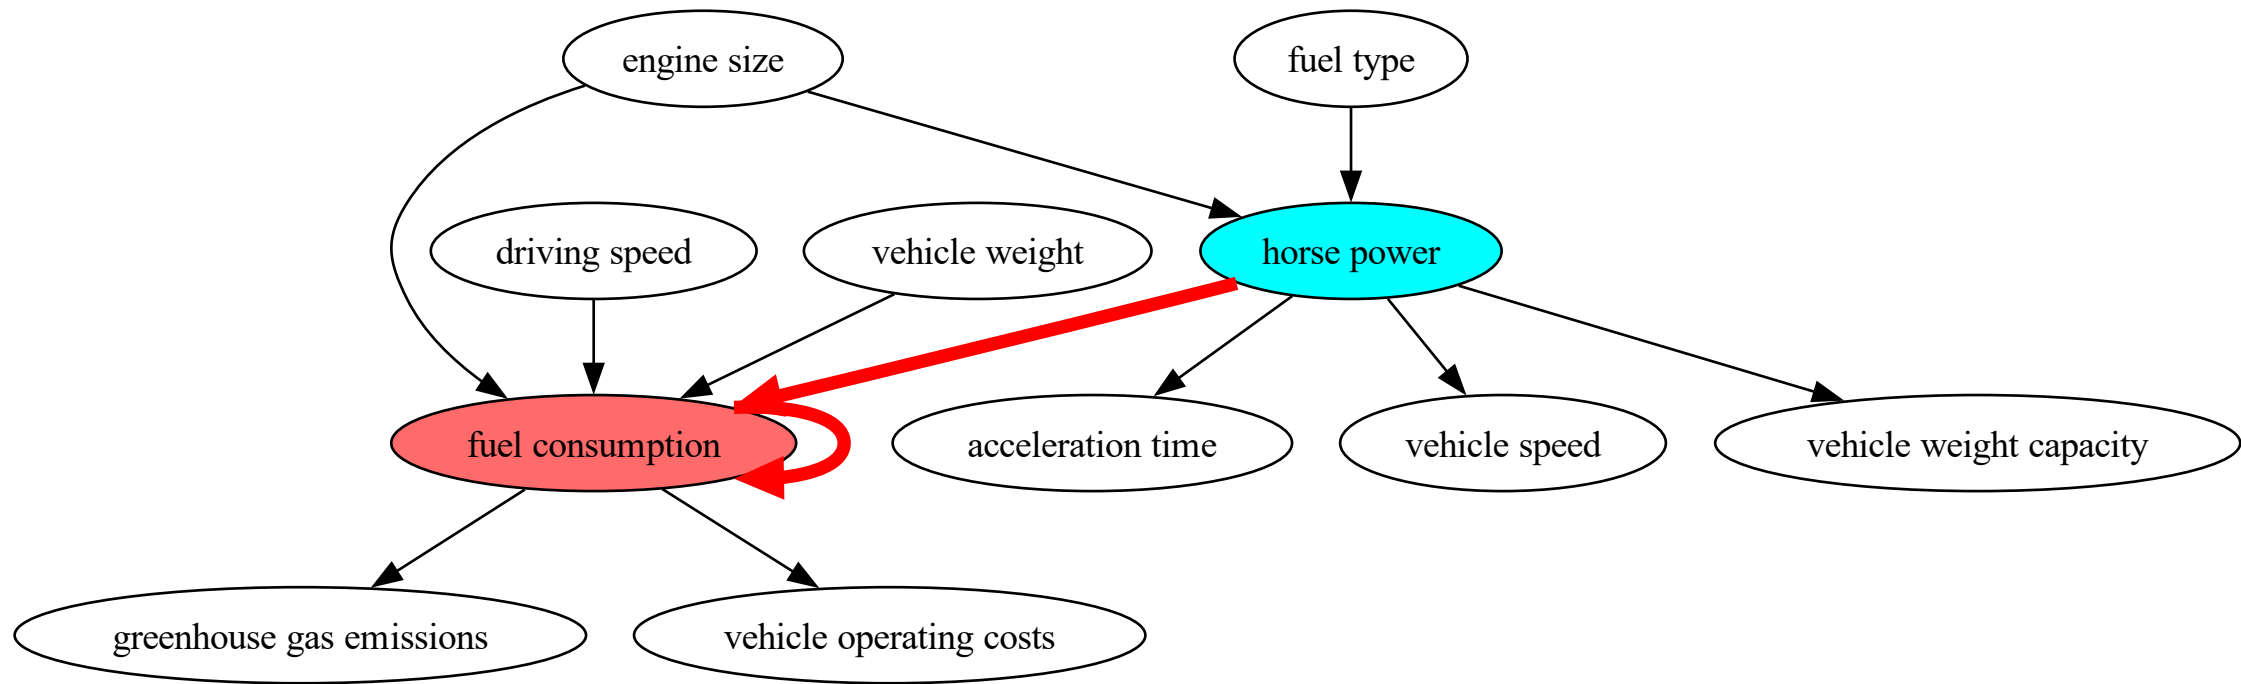 engine size
fuel type
driving speed
vehicle weight
horse power
fuel consumption
acceleration time
vehicle speed
vehicle weight capacity
greenhouse gas emissions
vehicle operating costs